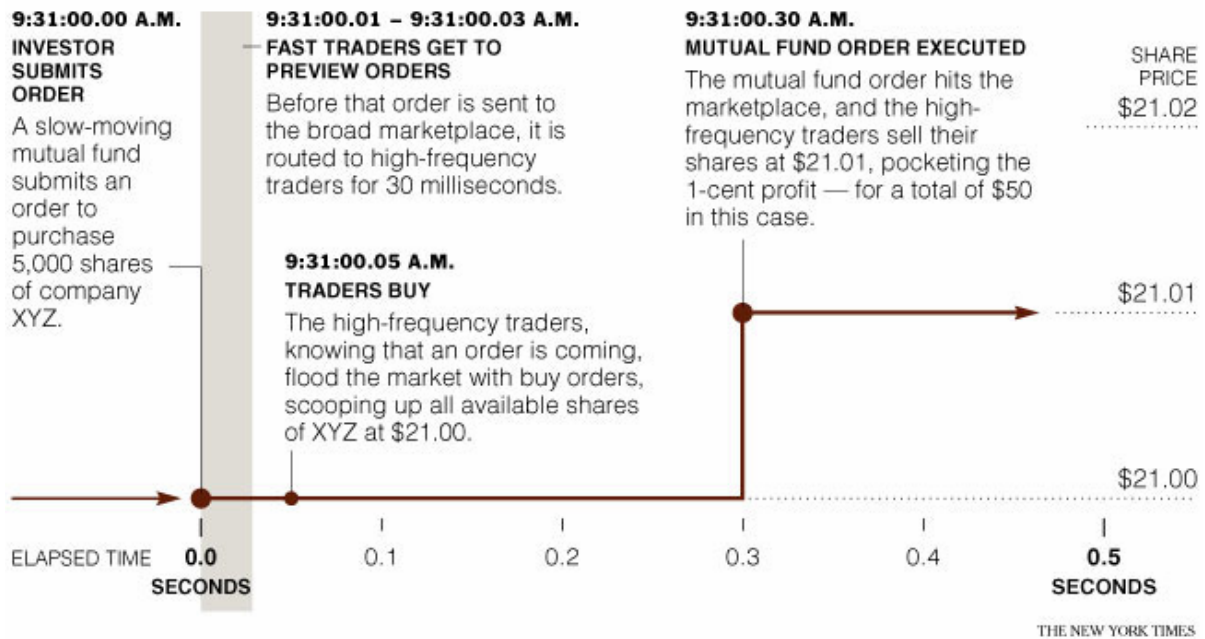 9:31:00.00 A.M.
INVESTOR
SUBMITS
ORDER
A slow-moving
mutual fund
submits an
order to
purchase
5,000 shares
of company
XYZ.
9:31:00.01 – 9:31:00.03 A.M.
FAST TRADERS GET TO
PREVIEW ORDERS
Before that order is sent to
the broad marketplace, it is
routed to high-frequency
traders for 30 milliseconds.
9:31:00.05 A.M.
TRADERS BUY
The high-frequency traders,
knowing that an order is coming,
flood the market with buy orders,
scooping up all available shares
of XYZ at $21.00.
9:31:00.30 A.M.
MUTUAL FUND ORDER EXECUTED
The mutual fund order hits the
marketplace, and the high-
frequency traders sell their
shares at $21.01, pocketing the
1-cent profit — for a total of $50
in this case.
SHARE
PRICE
$21.02
$21.01
$21.00
ELAPSED TIME 0.0 0.1 0.2 0.3 0.4 0.5
SECONDS SECONDS
THE NEW YORK TIMES